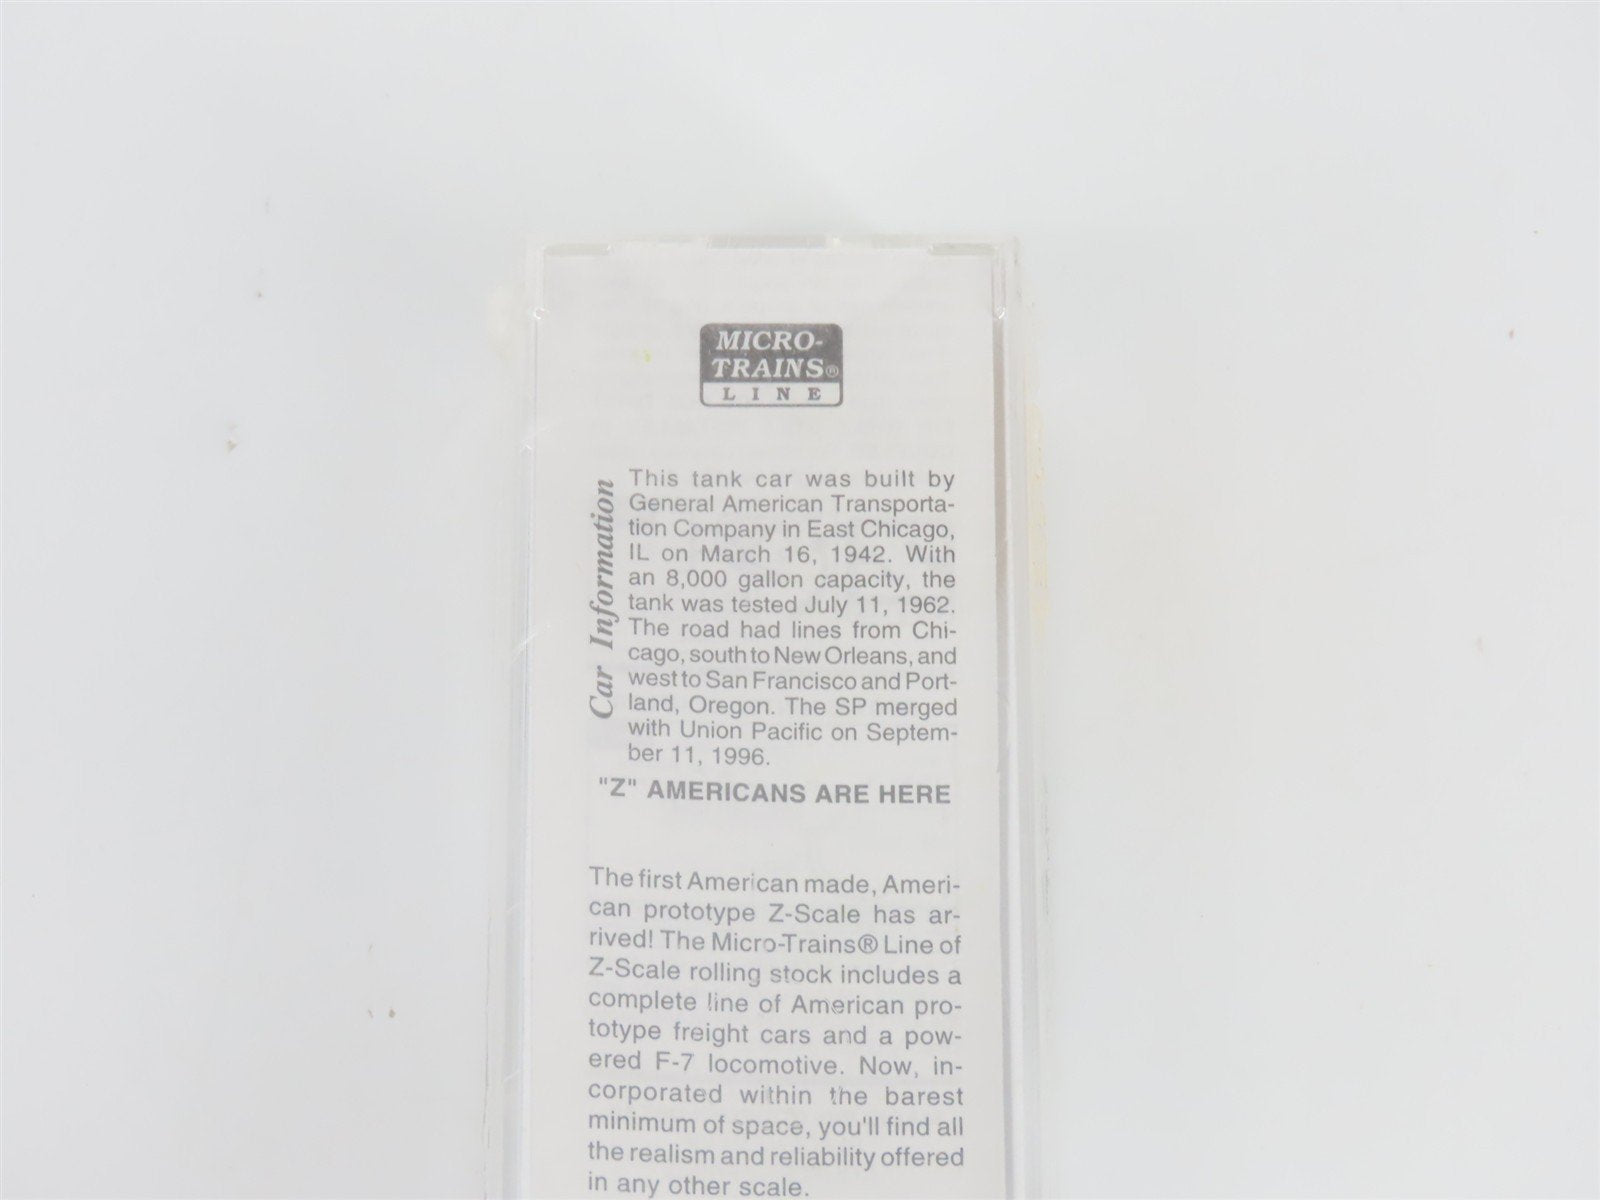 MICRO-
TRAINS®
LINE
Car Information
This tank car was built by
General American Transporta-
tion Company in East Chicago,
IL on March 16, 1942. With
an 8,000 gallon capacity, the
tank was tested July 11, 1962.
The road had lines from Chi-
cago, south to New Orleans, and
west to San Francisco and Port-
land, Oregon. The SP merged
with Union Pacific on Septem-
ber 11, 1996.
"Z" AMERICANS ARE HERE
The first American made, Ameri-
can prototype Z-Scale has ar-
rived! The Micro-Trains® Line of
Z-Scale rolling stock includes a
complete line of American pro-
totype freight cars and a pow-
ered F-7 locomotive. Now, in-
corporated within the barest
minimum of space, you'll find all
the realism and reliability offered
in any other scale.